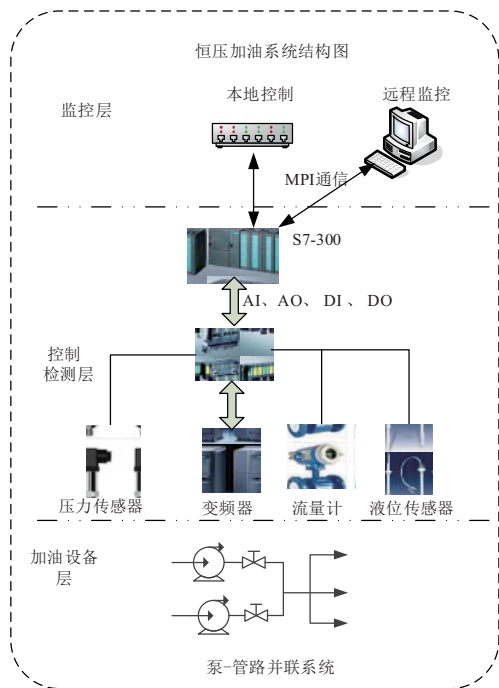 恒压加油系统结构图
监控层
本地控制
远程监控
MPI通信
S7-300
AI、AO、 DI 、 DO
控制
检测层
压力传感器
变频器
流量计
液位传感器
加油设备
层
泵-管路并联系统